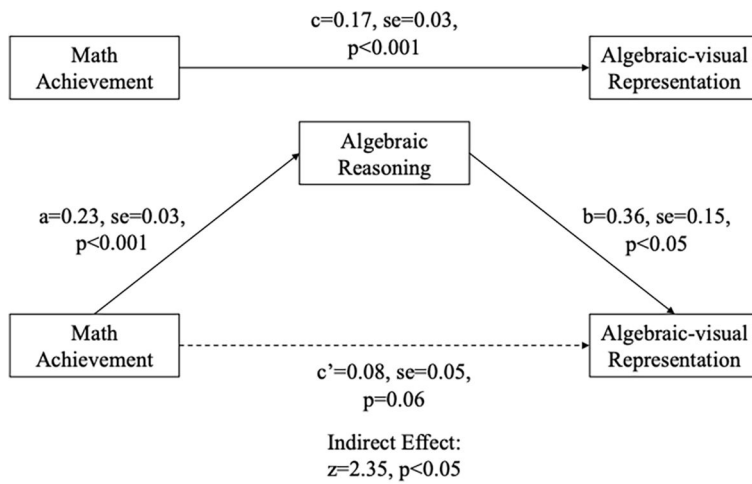 c=0.17, se=0.03,
p<0.001
Math
Achievement
Algebraic-visual
Representation
Algebraic
Reasoning
a=0.23, se=0.03,
p<0.001
b=0.36, se=0.15,
p<0.05
Math
Achievement
Algebraic-visual
Representation
c’=0.08, se=0.05,
p=0.06
Indirect Effect:
z=2.35, p<0.05